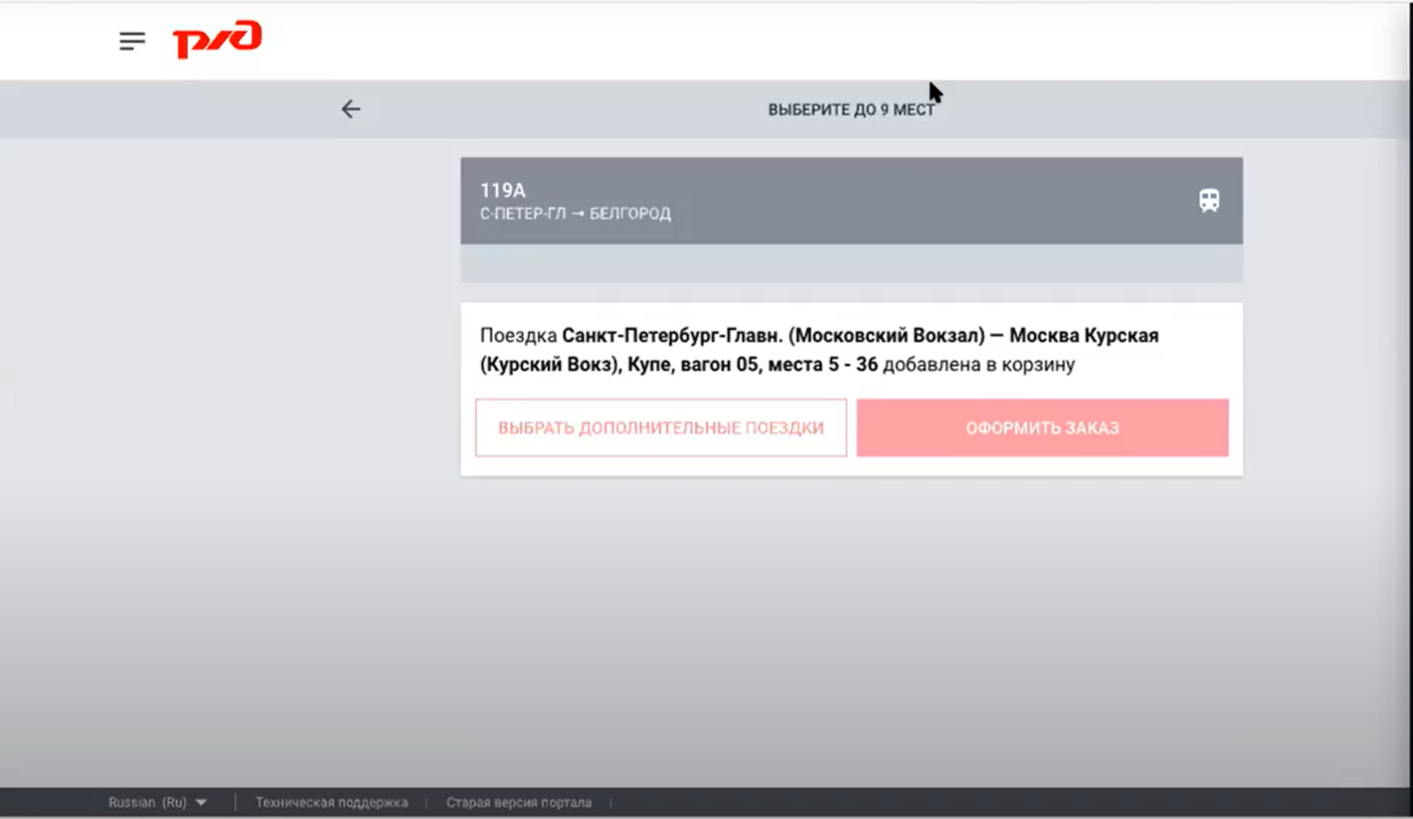 ржд
ВЫБЕРИТЕ ДО 9 МЕСТ
119А
С-ПЕТЕР-ГЛ → БЕЛГОРОД
Поездка Санкт-Петербург-Главн. (Московский Вокзал) — Москва Курская
(Курский Вокз), Купе, вагон 05, места 5 - 36 добавлена в корзину
ВЫБРАТЬ ДОПОЛНИТЕЛЬНЫЕ ПОЕЗДКИ
ОФОРМИТЬ ЗАКАЗ
Russian (Ru) | Техническая поддержка | Старая версия портала |